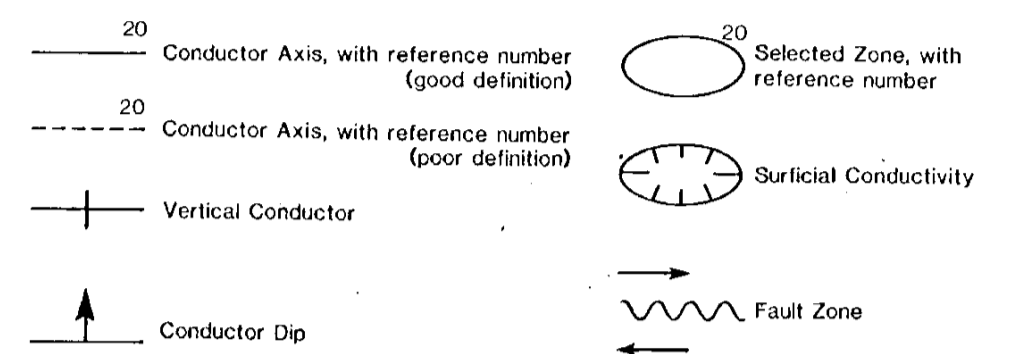 20
Conductor Axis, with reference number
(good definition)
20
Conductor Axis, with reference number
(poor definition)
Vertical Conductor
Conductor Dip
20
Selected Zone, with
reference number
Surficial Conductivity
Fault Zone